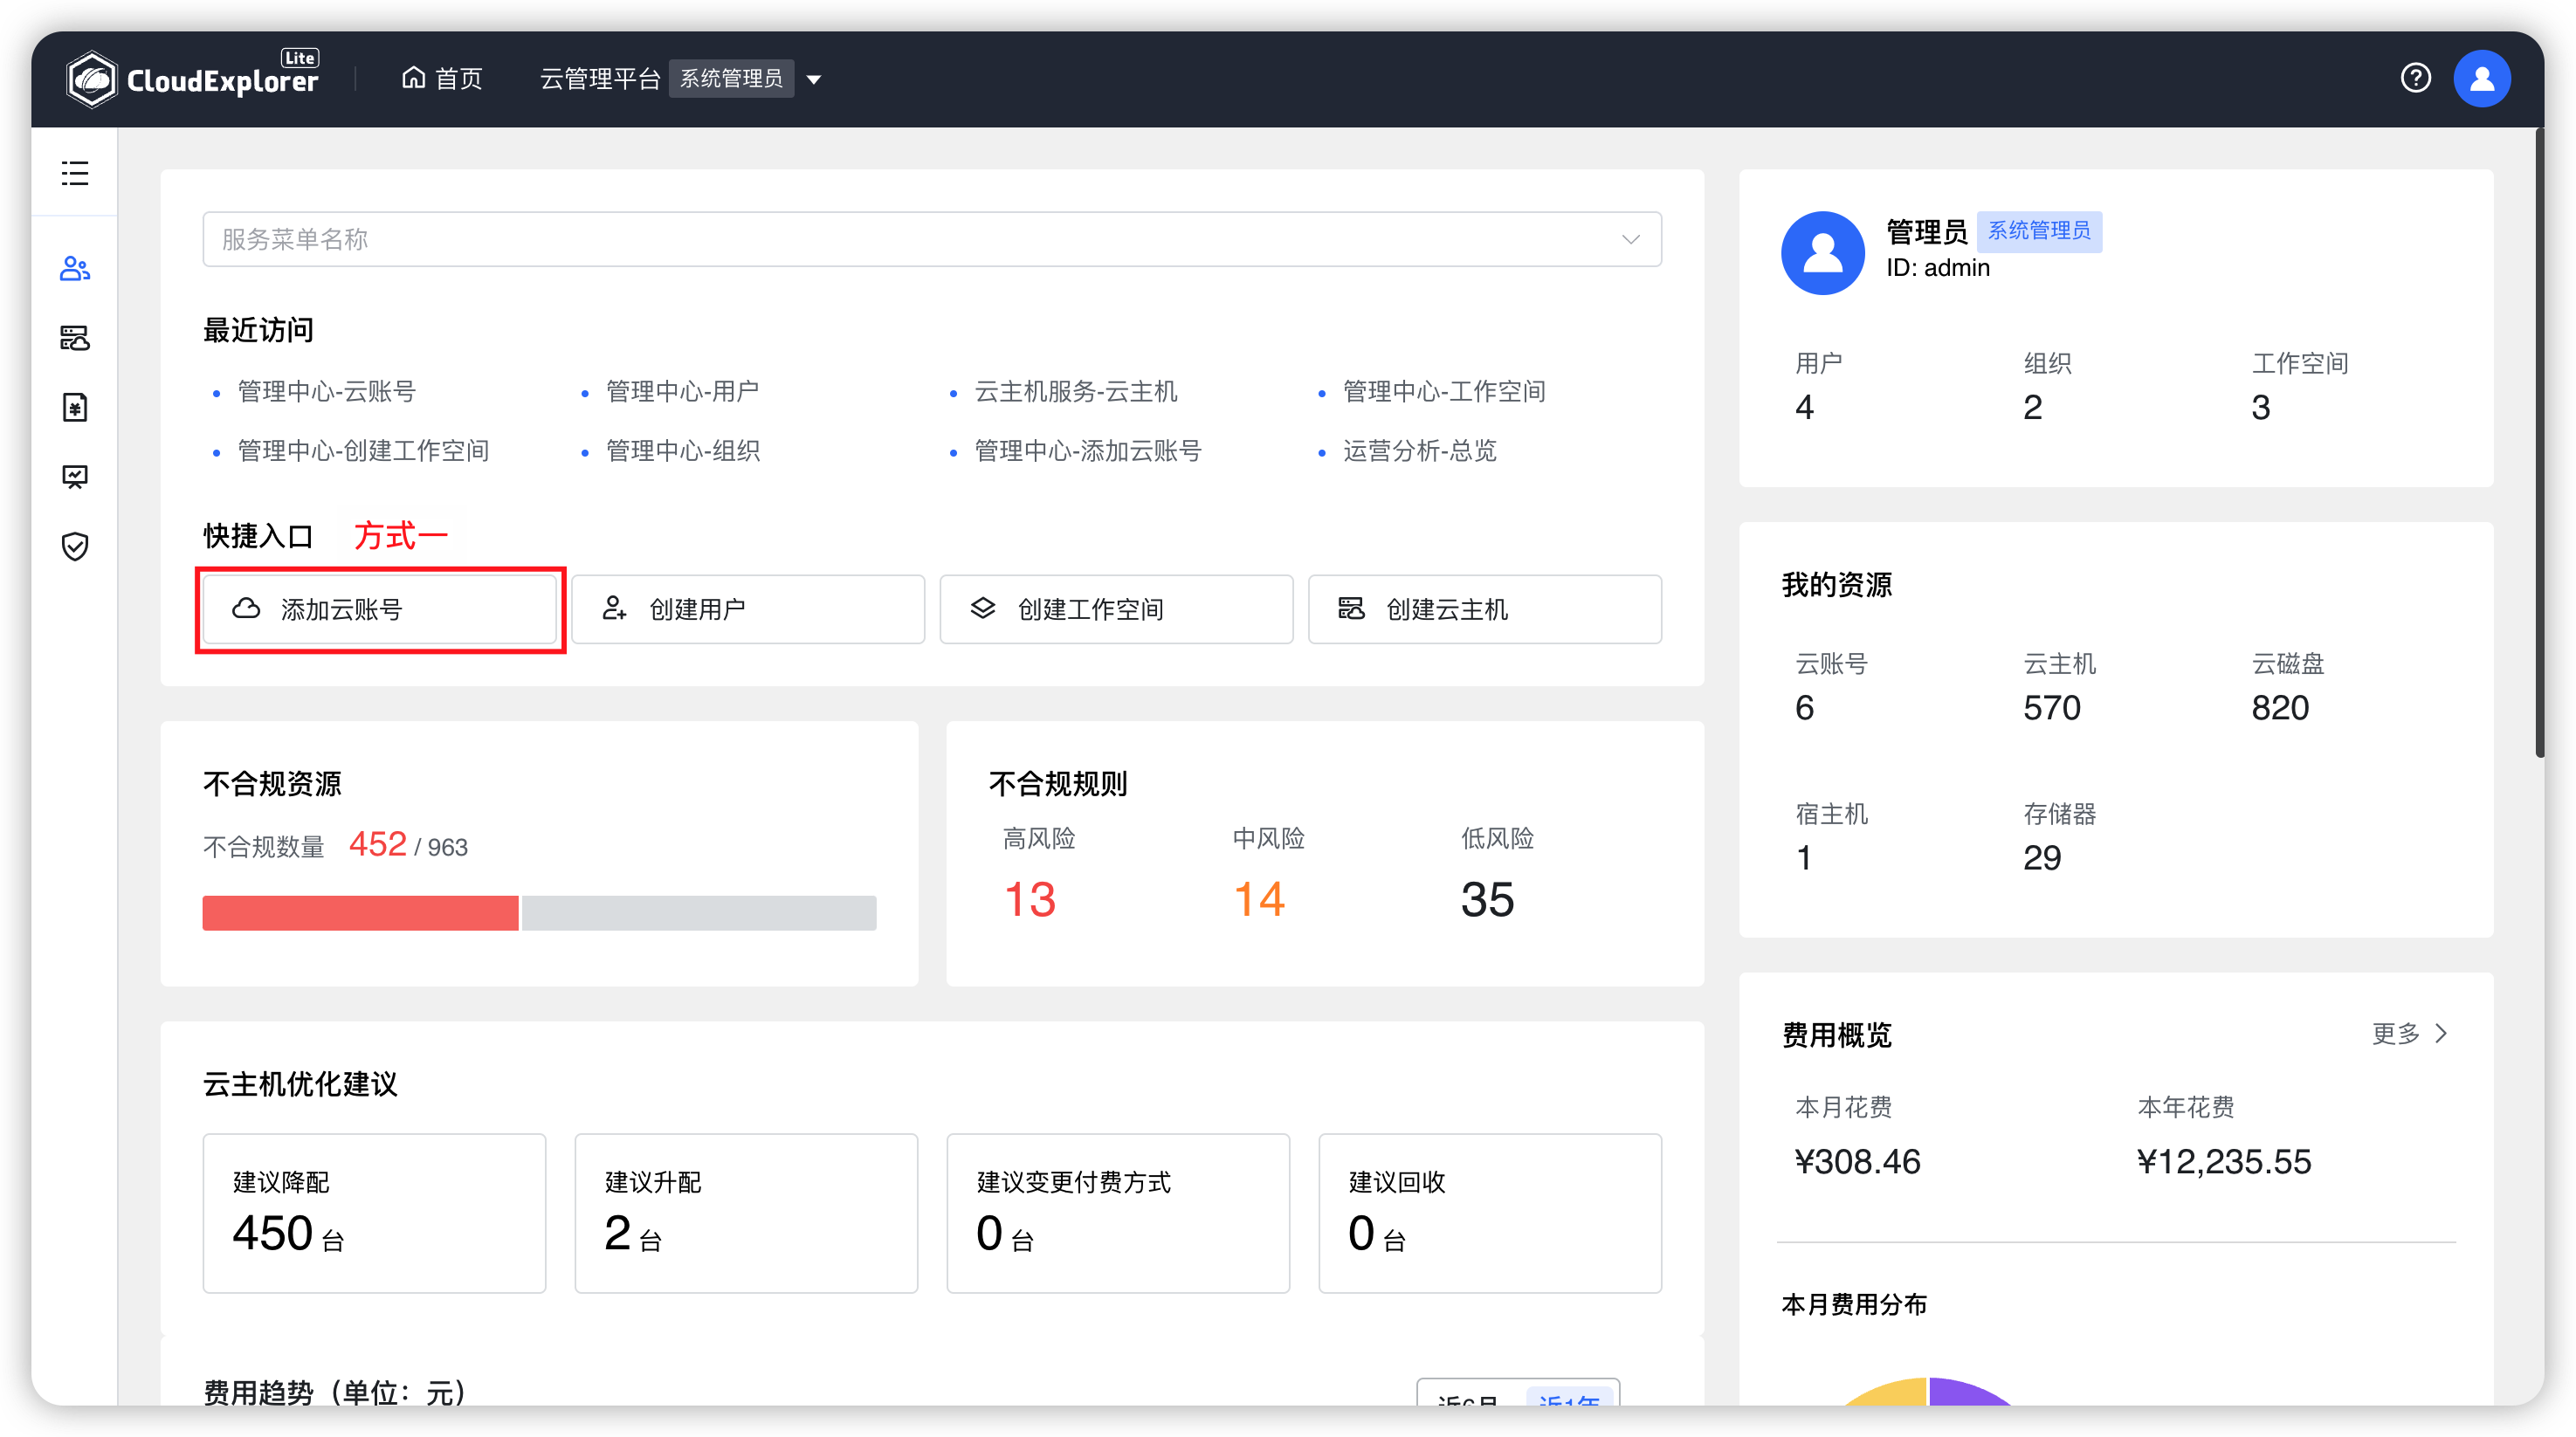 CloudExplorer Lite
首页
云管理平台 系统管理员
服务菜单名称
最近访问
管理中心-云账号
管理中心-用户
云主机服务-云主机
管理中心-工作空间
管理中心-创建工作空间
管理中心-组织
管理中心-添加云账号
运营分析-总览
快捷入口 方式一
添加云账号
创建用户
创建工作空间
创建云主机
不合规资源
不合规数量 452 / 963
不合规规则
高风险 中风险 低风险
13 14 35
云主机优化建议
建议降配
450 台
建议升配
2 台
建议变更付费方式
0 台
建议回收
0 台
费用趋势（单位：元）
近6月 近1年
管理员 系统管理员
ID: admin
用户 组织 工作空间
4 2 3
我的资源
云账号 云主机 云磁盘
6 570 820
宿主机 存储器
1 29
费用概览 更多
本月花费 本年花费
¥308.46 ¥12,235.55
本月费用分布